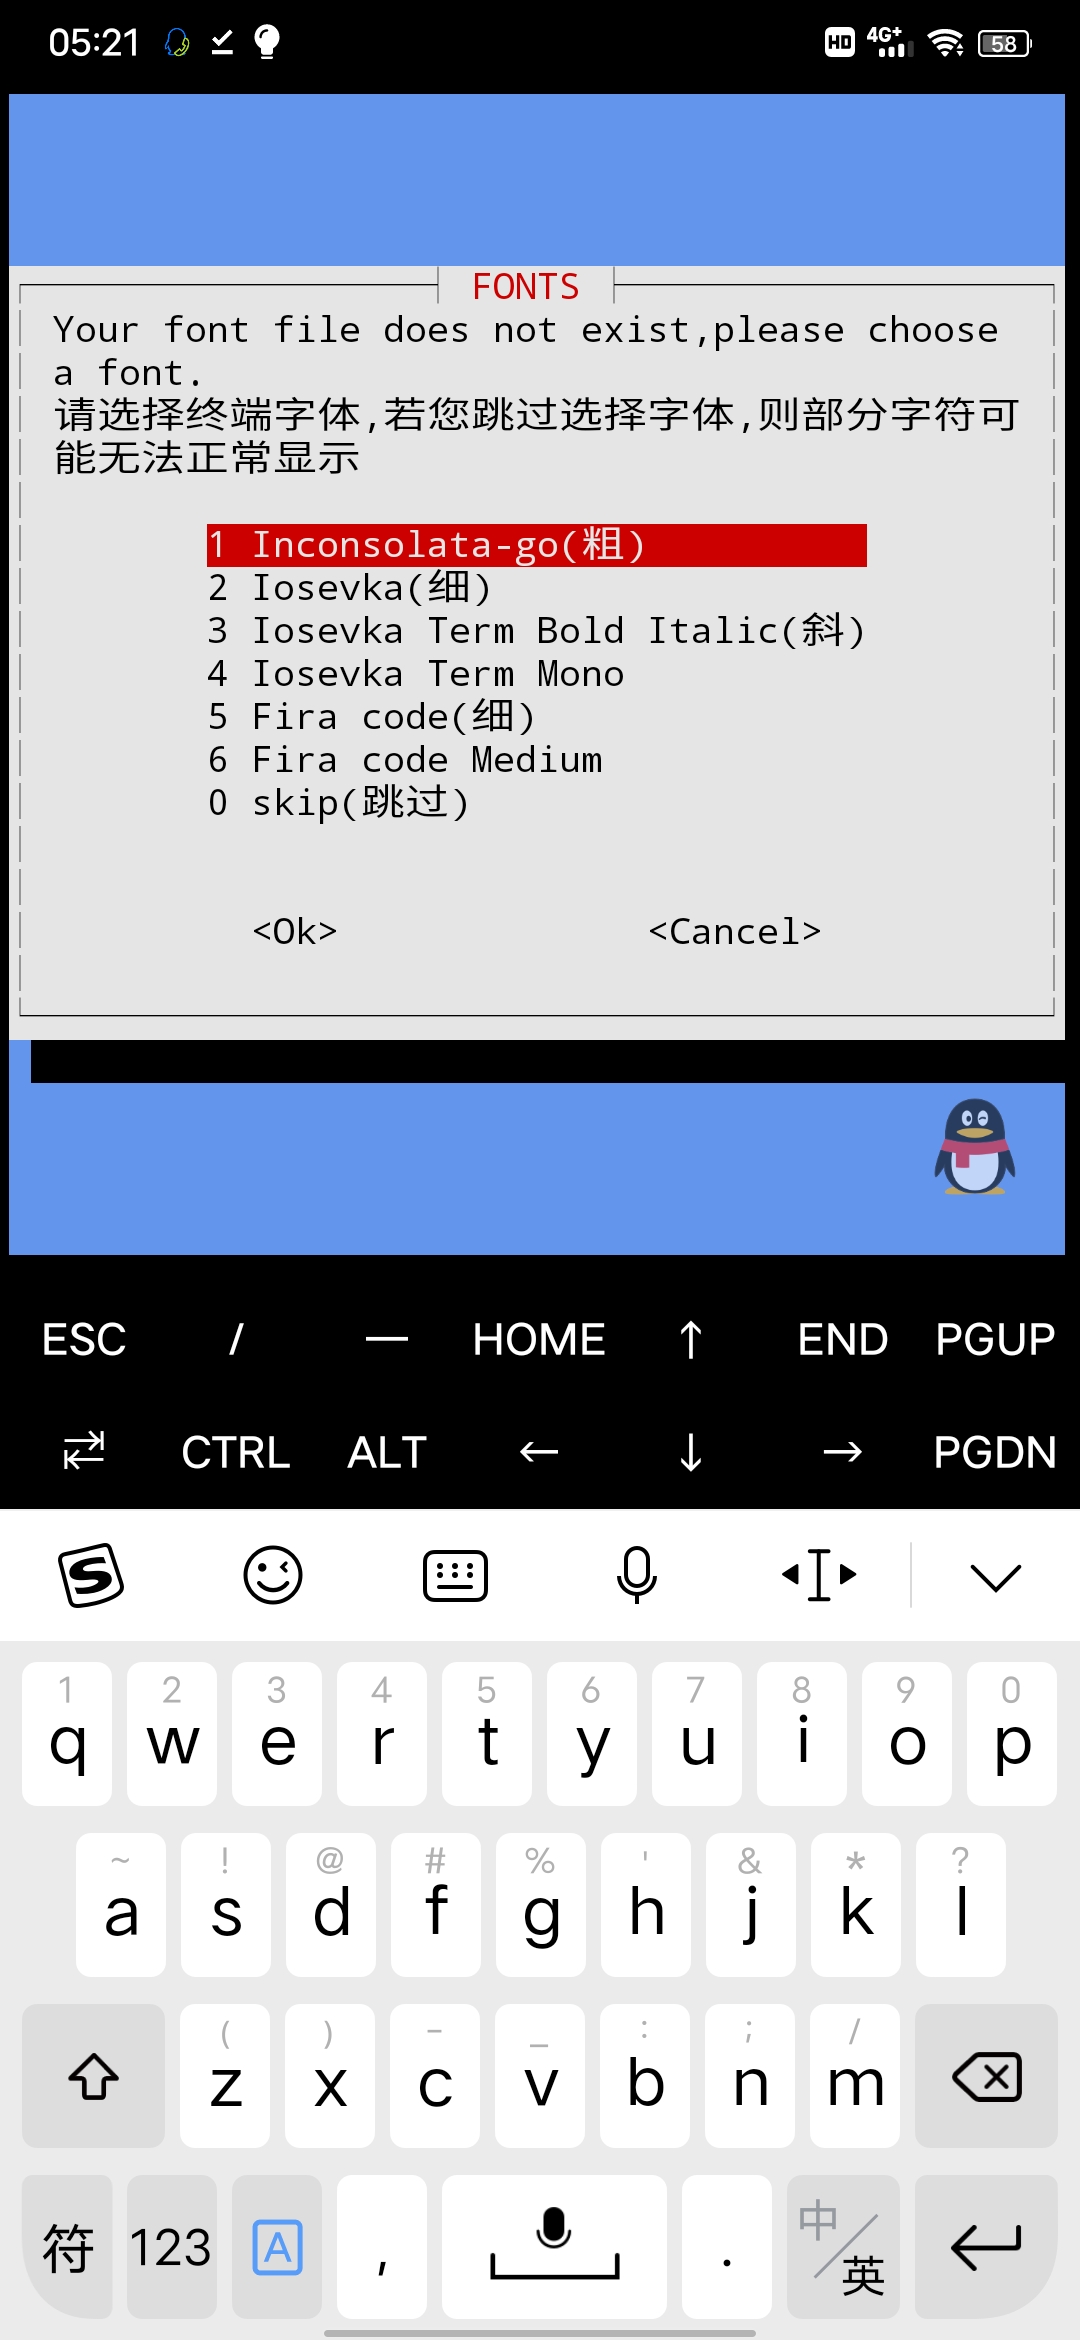 05:21
HD 4G+ 58
FONTS
Your font file does not exist,please choose
a font.
请选择终端字体,若您跳过选择字体,则部分字符可
能无法正常显示
1 Inconsolata-go(粗)
2 Iosevka(细)
3 Iosevka Term Bold Italic(斜)
4 Iosevka Term Mono
5 Fira code(细)
6 Fira code Medium
0 skip(跳过)
<Ok> <Cancel>
ESC / — HOME ↑ END PGUP
CTRL ALT ← ↓ → PGDN
S
1 2 3 4 5 6 7 8 9 0
q w e r t y u i o p
~ ! @ # % ' & * ?
a s d f g h j k l
( ) - _ : ; /
z x c v b n m
符 123 A , . 中/英